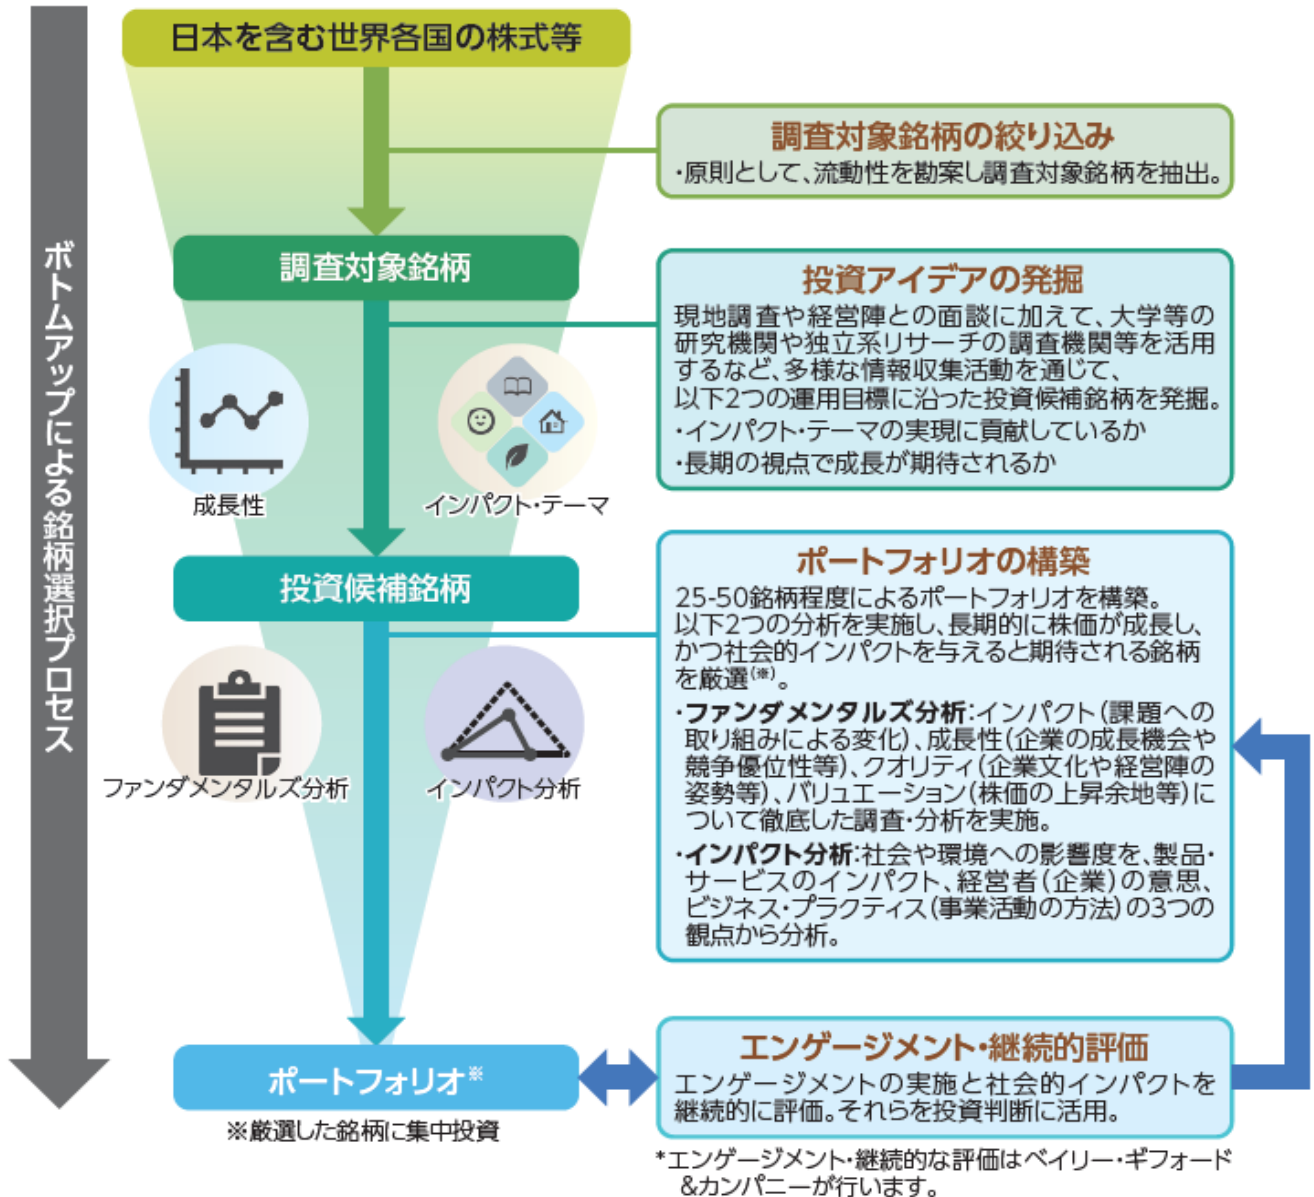 日本を含む世界各国の株式等
調査対象銘柄の絞り込み
・原則として、流動性を勘案し調査対象銘柄を抽出。
ボトムアップによる銘柄選択プロセス
調査対象銘柄
投資アイデアの発掘
現地調査や経営陣との面談に加えて、大学等の
研究機関や独立系リサーチの調査機関等を活用
するなど、多様な情報収集活動を通じて、
以下2つの運用目標に沿った投資候補銘柄を発掘。
・インパクト・テーマの実現に貢献しているか
・長期の視点で成長が期待されるか
成長性
インパクト・テーマ
投資候補銘柄
ポートフォリオの構築
25-50銘柄程度によるポートフォリオを構築。
以下2つの分析を実施し、長期的に株価が成長し、
かつ社会的インパクトを与えると期待される銘柄
を厳選(※)。
・ファンダメンタルズ分析:インパクト(課題への
取り組みによる変化)、成長性(企業の成長機会や
競争優位性等)、クオリティ(企業文化や経営陣の
姿勢等)、バリュエーション(株価の上昇余地等)に
ついて徹底した調査・分析を実施。
・インパクト分析:社会や環境への影響度を、製品・
サービスのインパクト、経営者(企業)の意思、
ビジネス・プラクティス(事業活動の方法)の3つの
観点から分析。
ファンダメンタルズ分析
インパクト分析
ポートフォリオ※
※厳選した銘柄に集中投資
エンゲージメント・継続的評価
エンゲージメントの実施と社会的インパクトを
継続的に評価。それらを投資判断に活用。
*エンゲージメント・継続的な評価はベイリー・ギフォード
&カンパニーが行います。